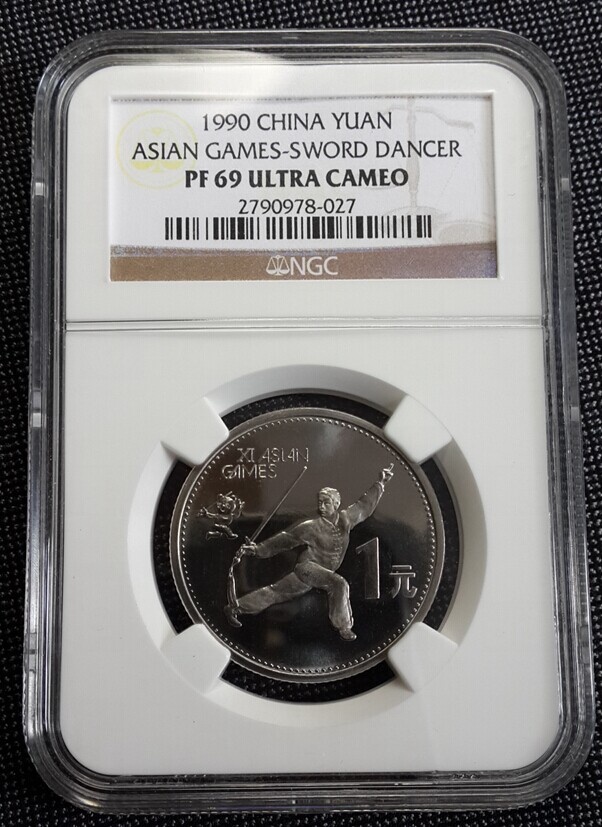 1990 CHINA YUAN
ASIAN GAMES-SWORD DANCER
PF 69 ULTRA CAMEO
2790978-027
NGC
XI ASIAN
GAMES
1元